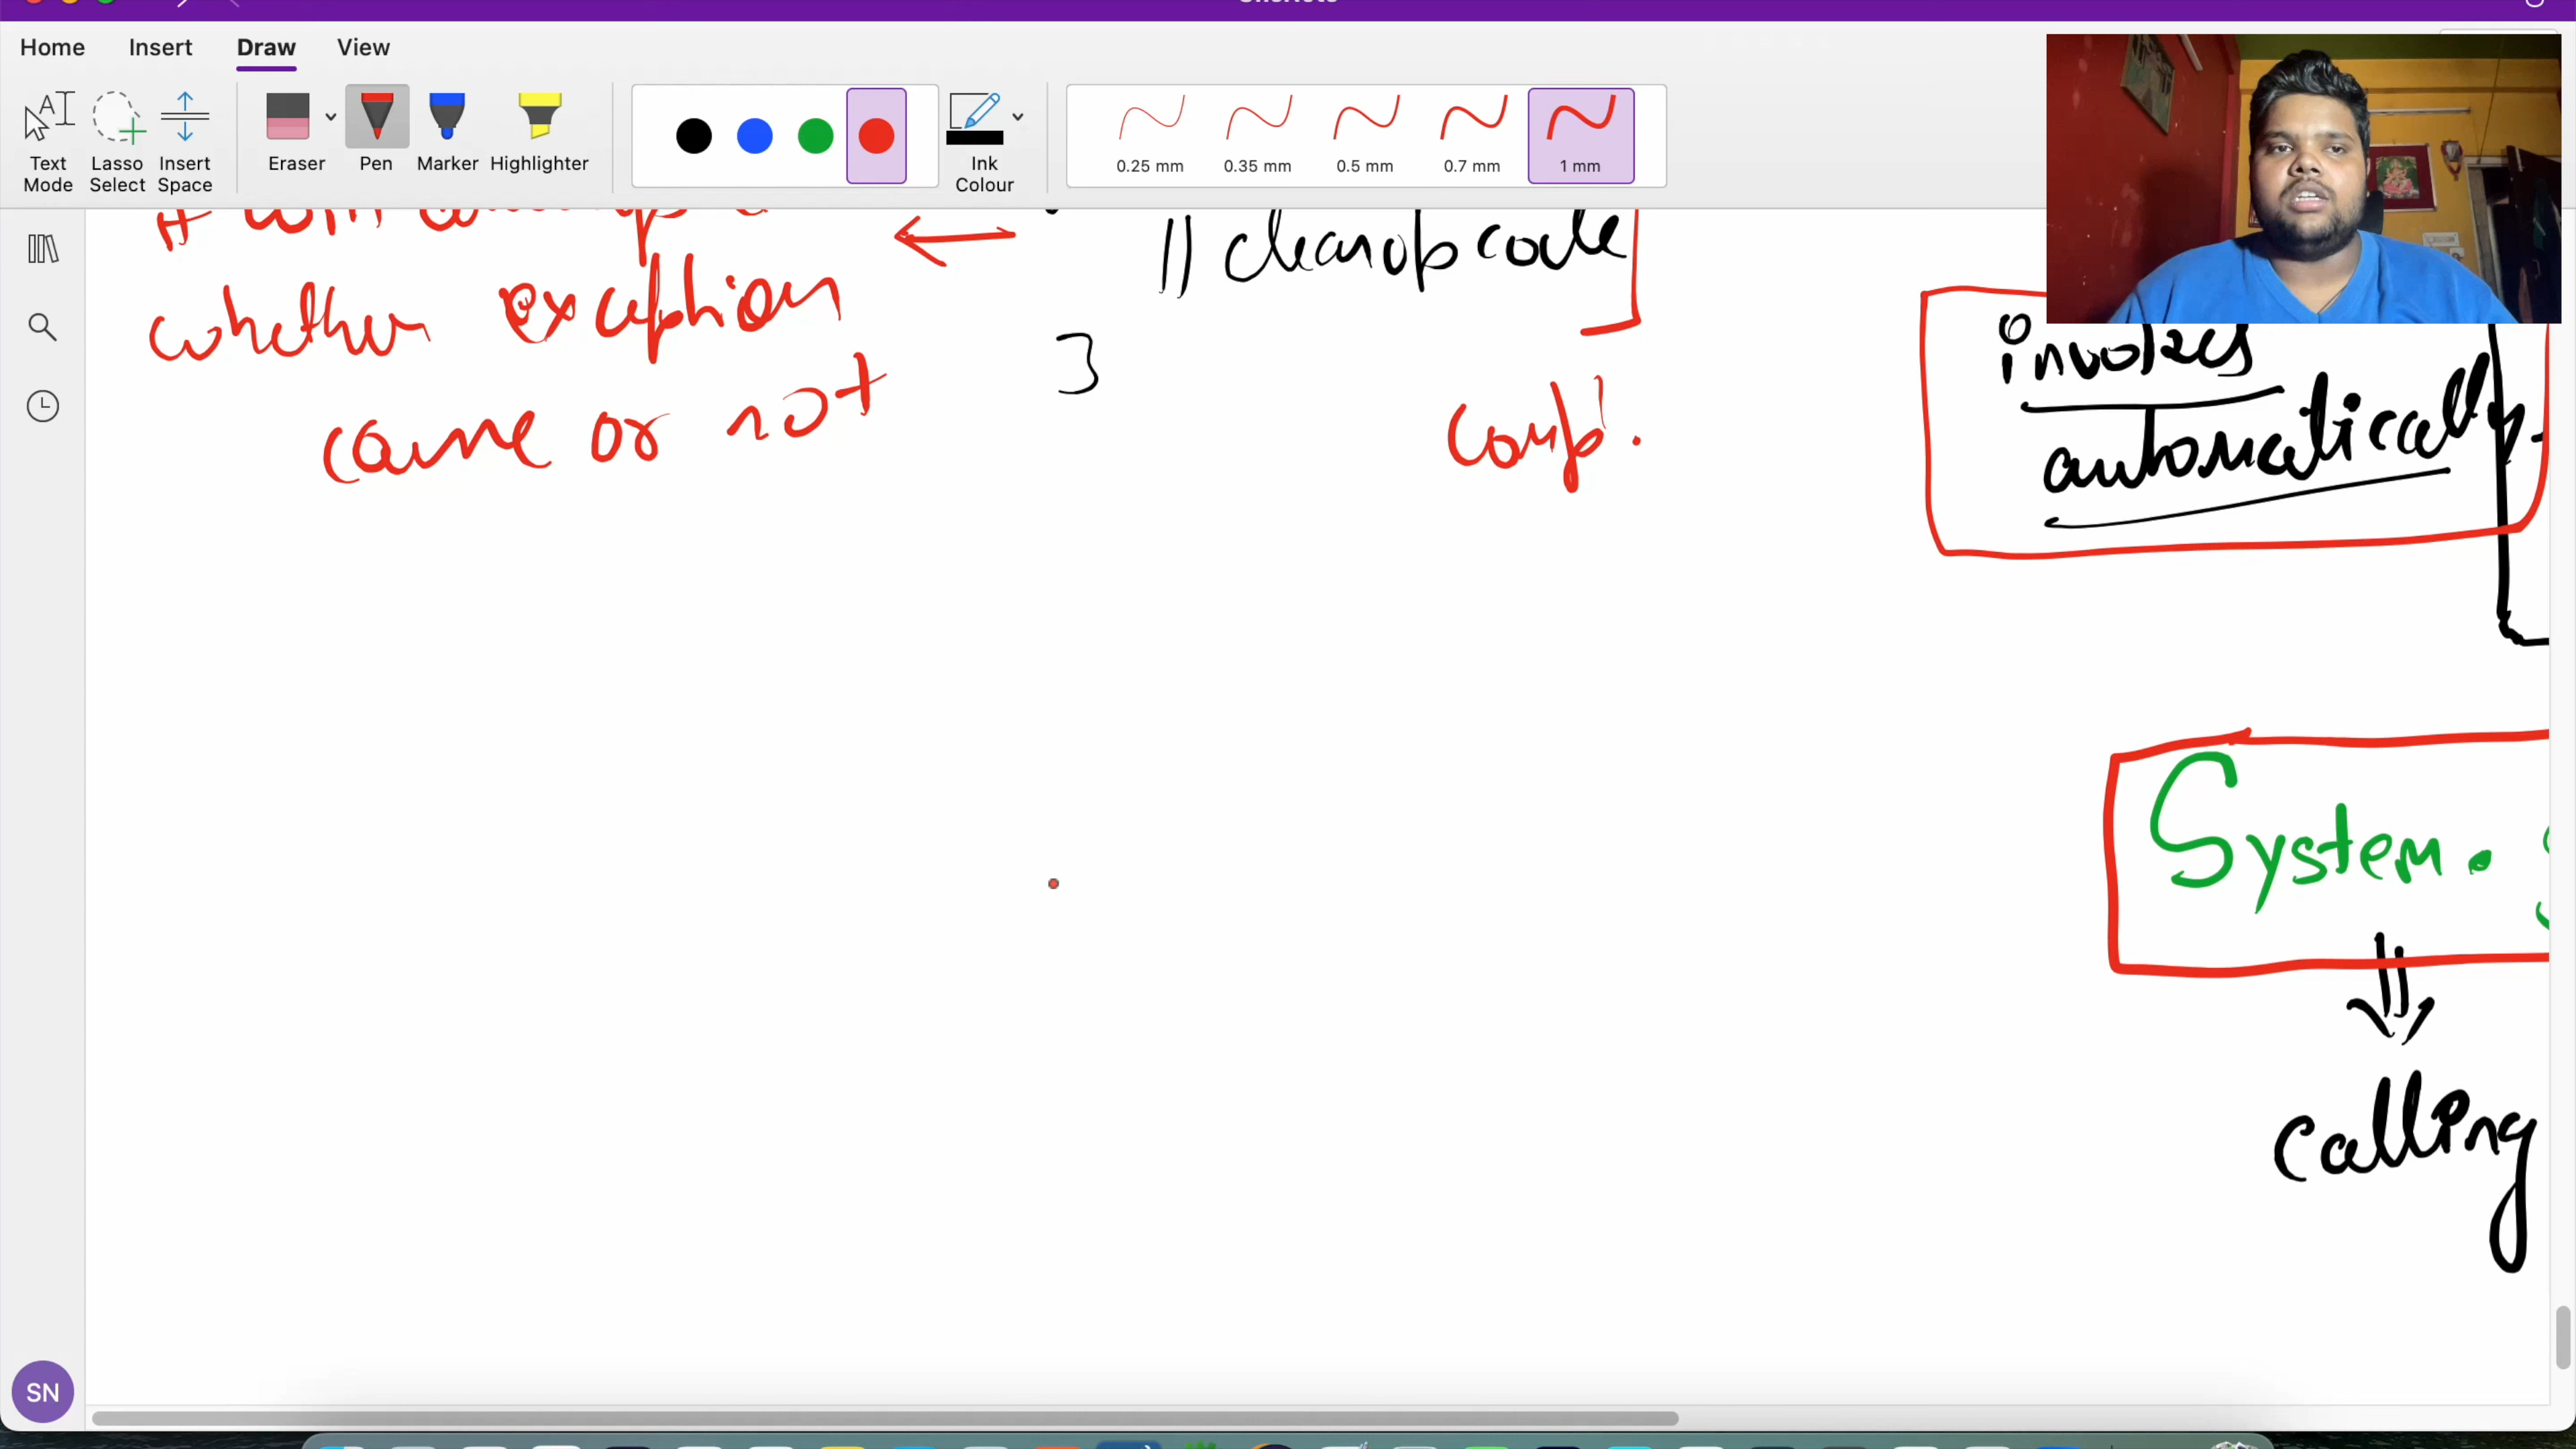 Home Insert Draw View
Text Mode
Lasso Select
Insert Space
Eraser
Pen
Marker
Highlighter
Ink Colour
0.25 mm
0.35 mm
0.5 mm
0.7 mm
1 mm
It will
whether exception
came or not
// cleanup code
}
invokes
automatically.
System.
calling
SN